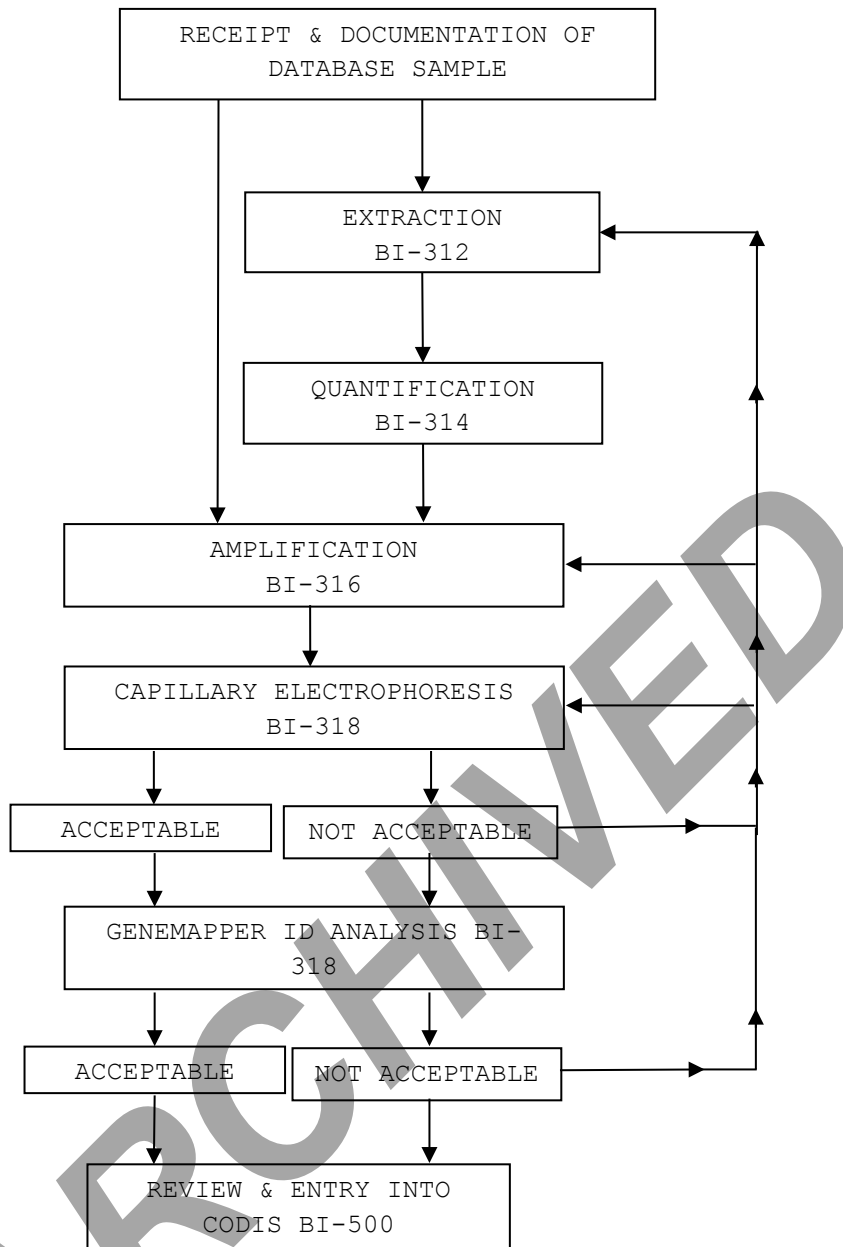 RECEIPT & DOCUMENTATION OF
DATABASE SAMPLE
EXTRACTION
BI-312
QUANTIFICATION
BI-314
AMPLIFICATION
BI-316
CAPILLARY ELECTROPHORESIS
BI-318
ACCEPTABLE
NOT ACCEPTABLE
GENEMAPPER ID ANALYSIS BI-
318
ACCEPTABLE
NOT ACCEPTABLE
REVIEW & ENTRY INTO
CODIS BI-500
ARCHIVED